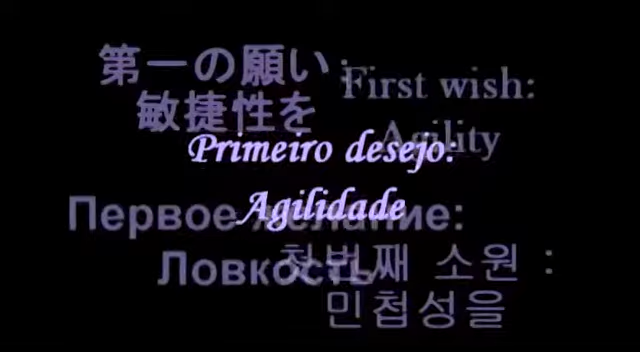 第一の願い:
敏捷性を
First wish:
Agility
Primeiro desejo:
Agilidade
Первое желание:
Ловкость
첫번째 소원 :
민첩성을